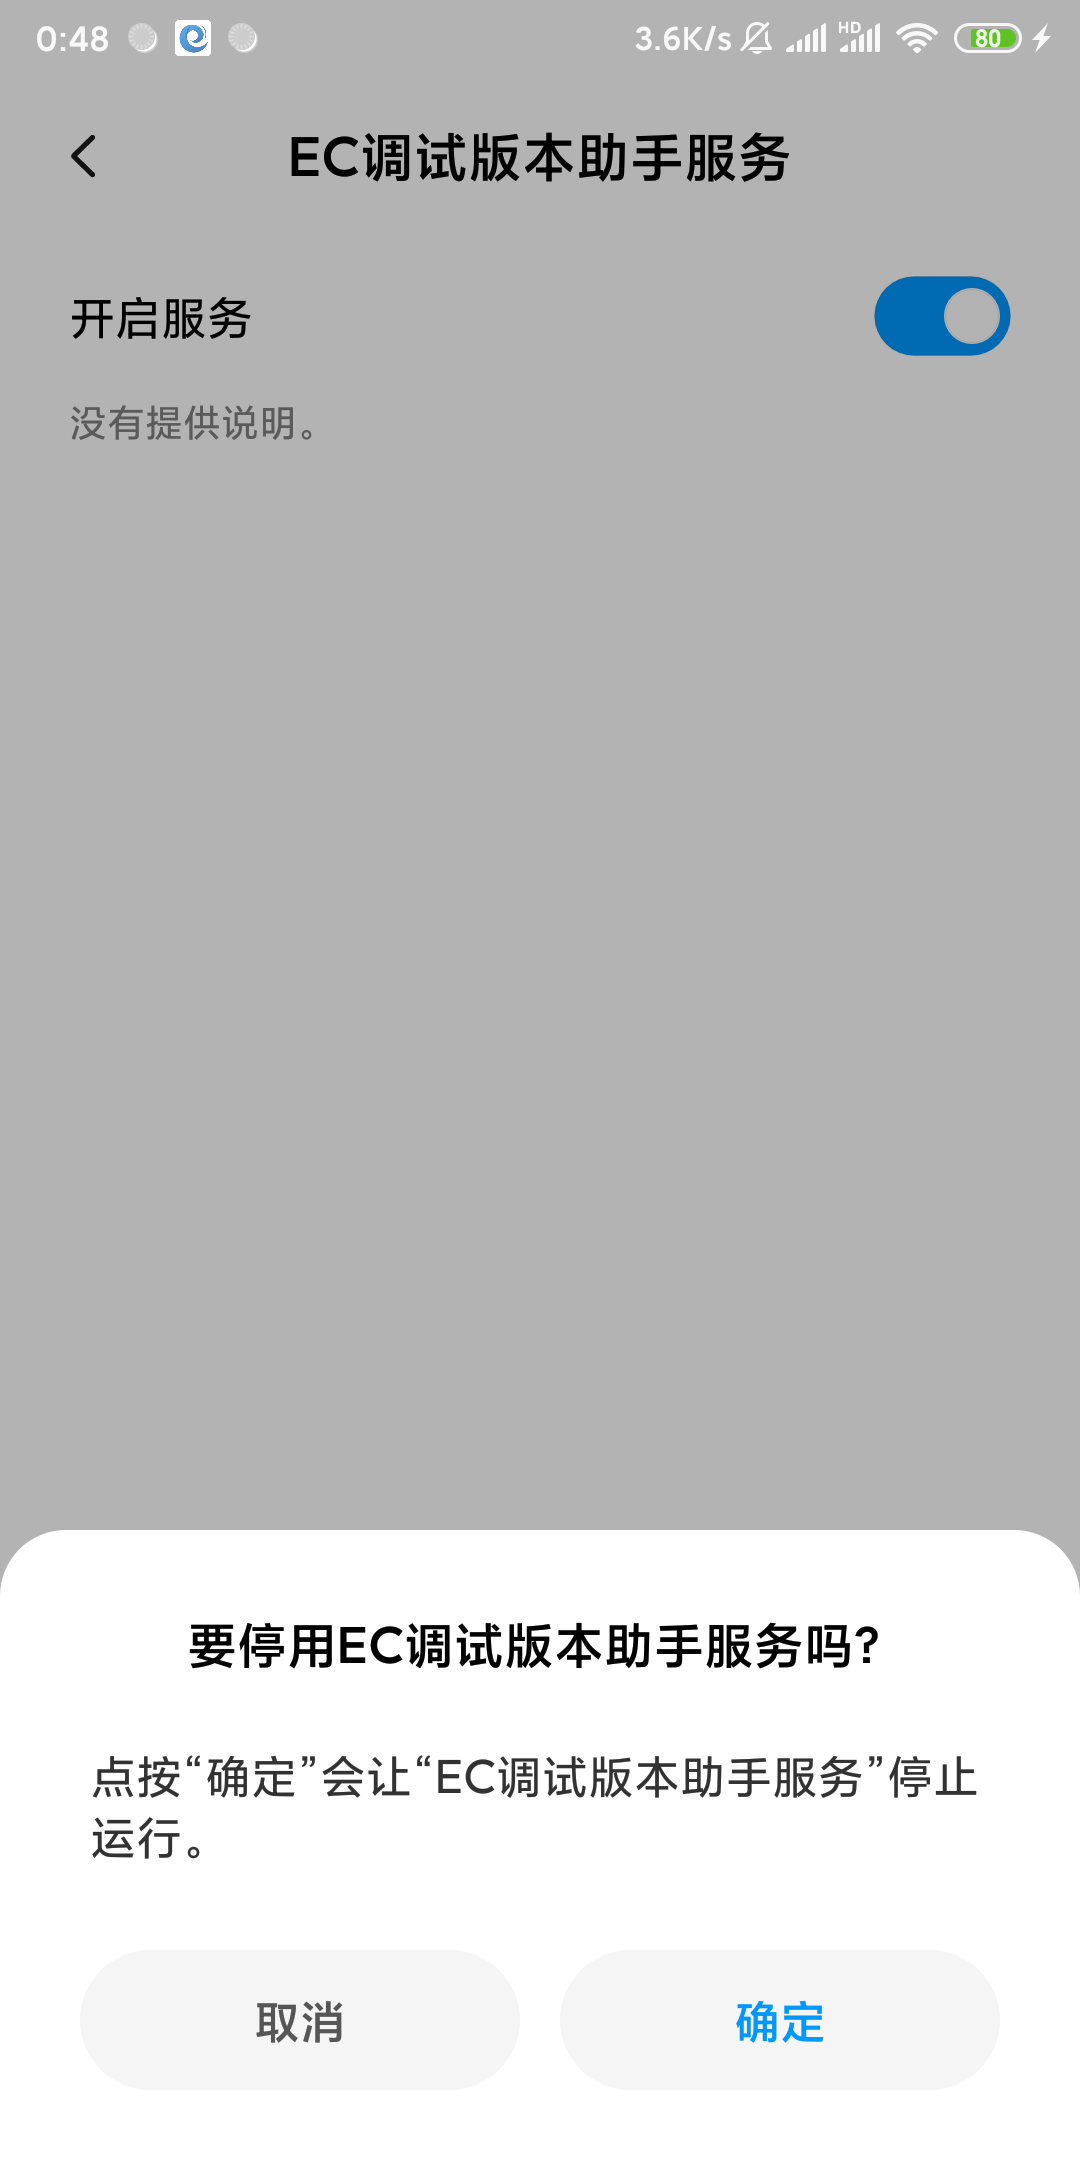 0:48 3.6K/s HD 80
EC调试版本助手服务
开启服务
没有提供说明。
要停用EC调试版本助手服务吗?
点按“确定”会让“EC调试版本助手服务”停止
运行。
取消 确定